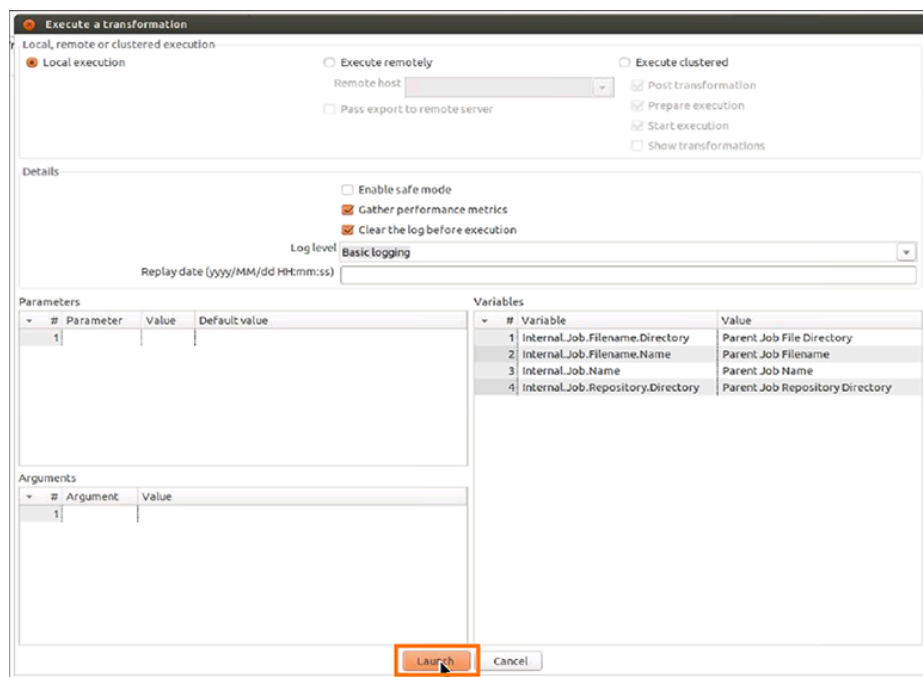 Execute a transformation
Local, remote or clustered execution
Local execution
Execute remotely
Execute clustered
Remote host
Post transformation
Pass export to remote server
Prepare execution
Start execution
Show transformations
Details
Enable safe mode
Gather performance metrics
Clear the log before execution
Log level Basic logging
Replay date (yyyy/MM/dd HH:mm:ss)
Parameters
# Parameter Value Default value
1
Variables
# Variable Value
1 Internal.Job.Filename.Directory Parent Job File Directory
2 Internal.Job.Filename.Name Parent Job Filename
3 Internal.Job.Name Parent Job Name
4 Internal.Job.Repository.Directory Parent Job Repository Directory
Arguments
# Argument Value
1
Launch Cancel